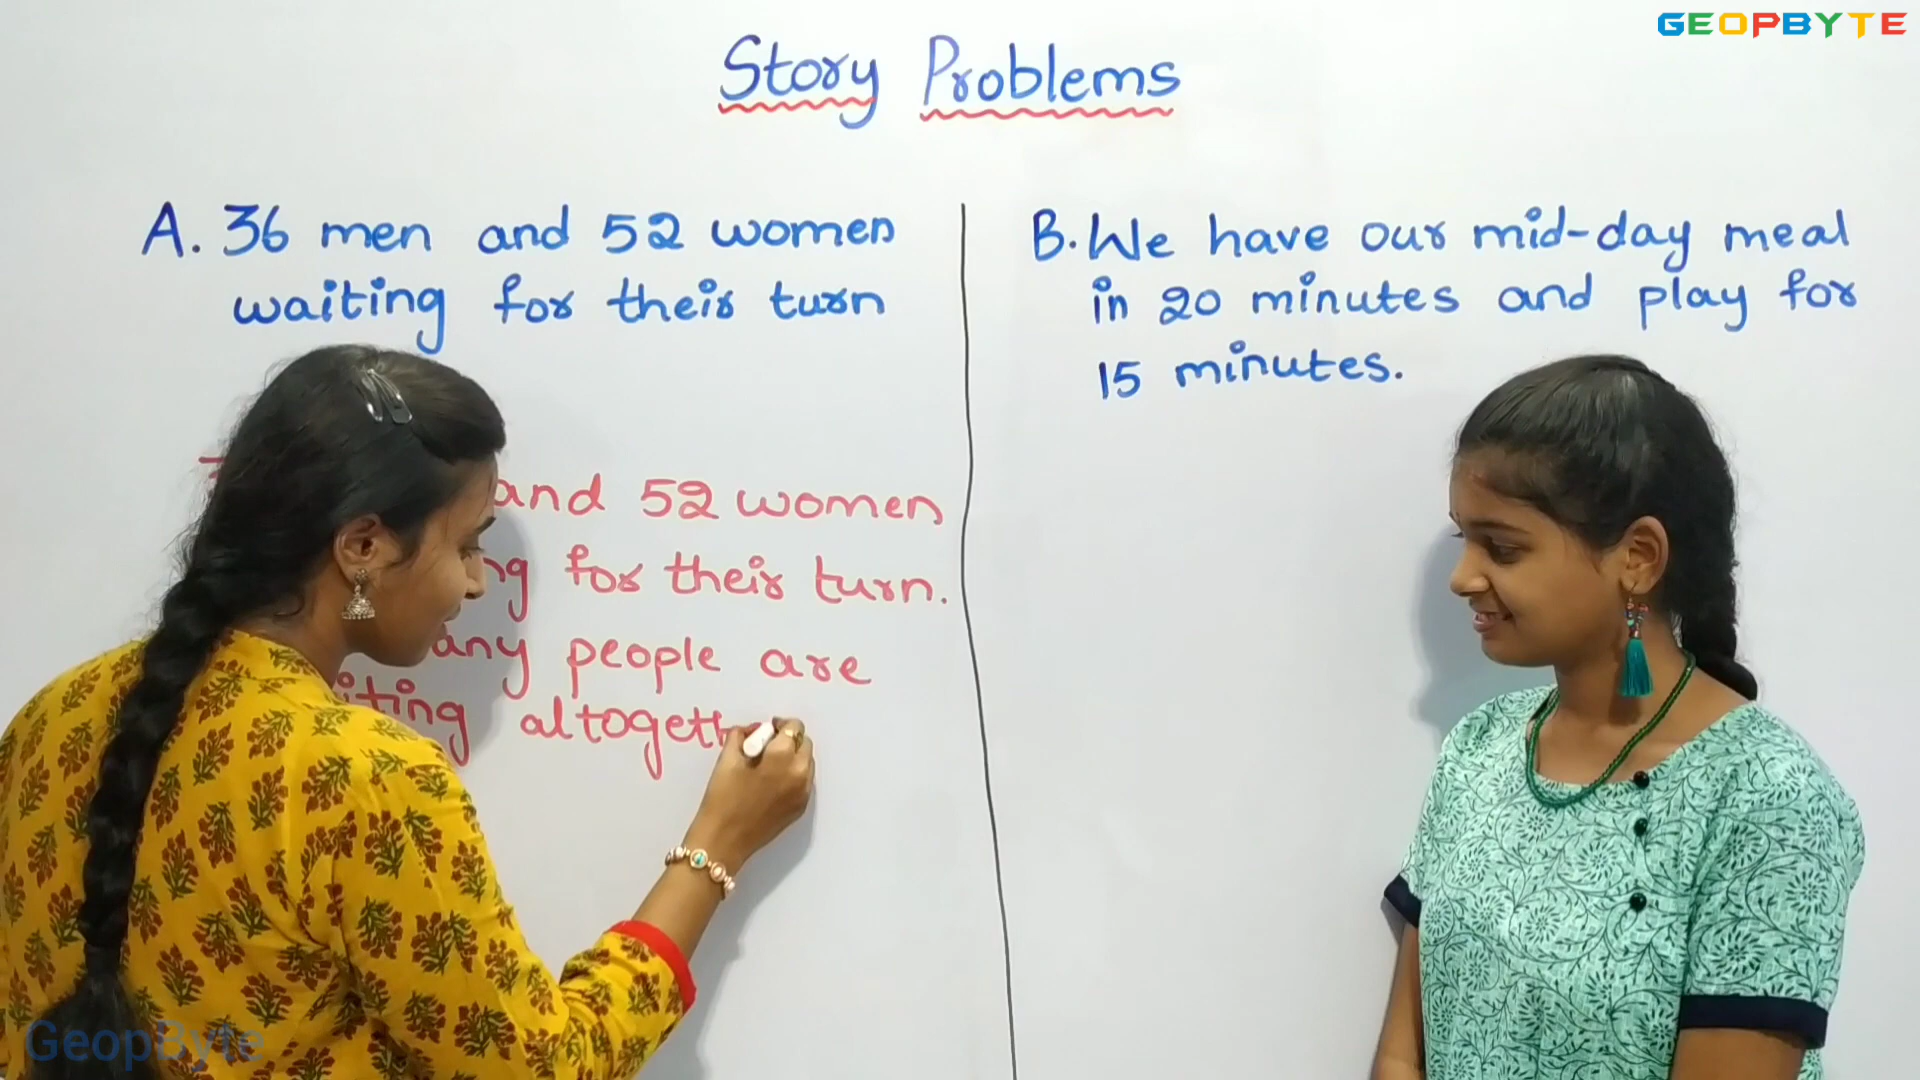 GEOPBYTE
Story Problems
A. 36 men and 52 women
waiting for their turn
B. We have our mid-day meal
in 20 minutes and play for
15 minutes.
and 52 women
for their turn.
people are
altogeth
GeopByte